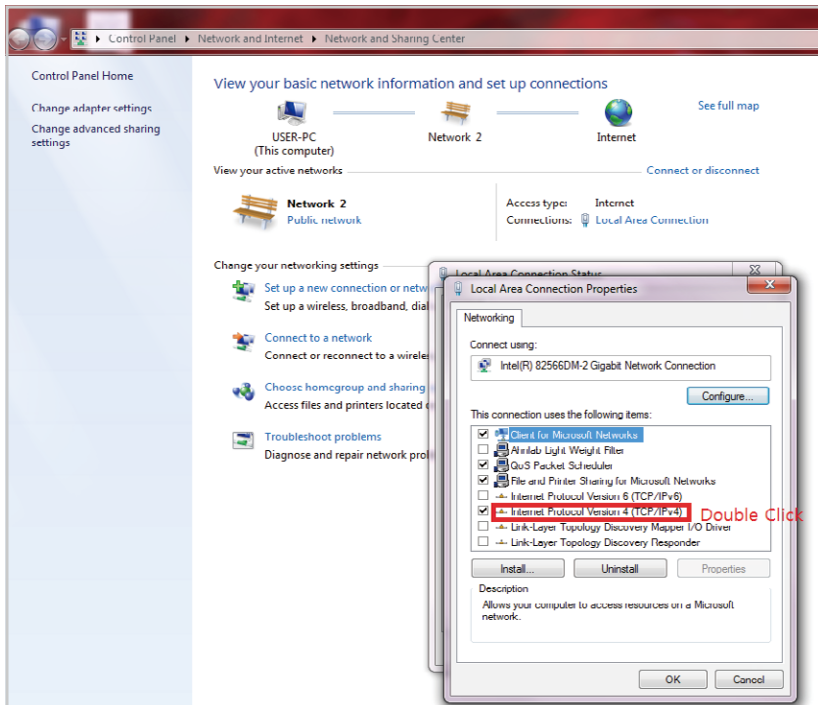 Control Panel ▸ Network and Internet ▸ Network and Sharing Center
Control Panel Home
Change adapter settings
Change advanced sharing
settings
View your basic network information and set up connections
See full map
USER-PC
(This computer)
Network 2
Internet
View your active networks
Connect or disconnect
Network 2
Public network
Access type: Internet
Connections: Local Area Connection
Change your networking settings
Set up a new connection or netw
Set up a wireless, broadband, dial
Connect to a network
Connect or reconnect to a wirele
Choose homegroup and sharing
Access files and printers located
Troubleshoot problems
Diagnose and repair network prol
Local Area Connection Status
Local Area Connection Properties
Networking
Connect using:
Intel(R) 82566DM-2 Gigabit Network Connection
Configure...
This connection uses the following items:
Client for Microsoft Networks
Ahnlab Light Weight Filter
QoS Packet Scheduler
File and Printer Sharing for Microsoft Networks
Internet Protocol Version 6 (TCP/IPv6)
Internet Protocol Version 4 (TCP/IPv4) Double Click
Link-Layer Topology Discovery Mapper I/O Driver
Link-Layer Topology Discovery Responder
Install... Uninstall Properties
Description
Allows your computer to access resources on a Microsoft
network.
OK Cancel